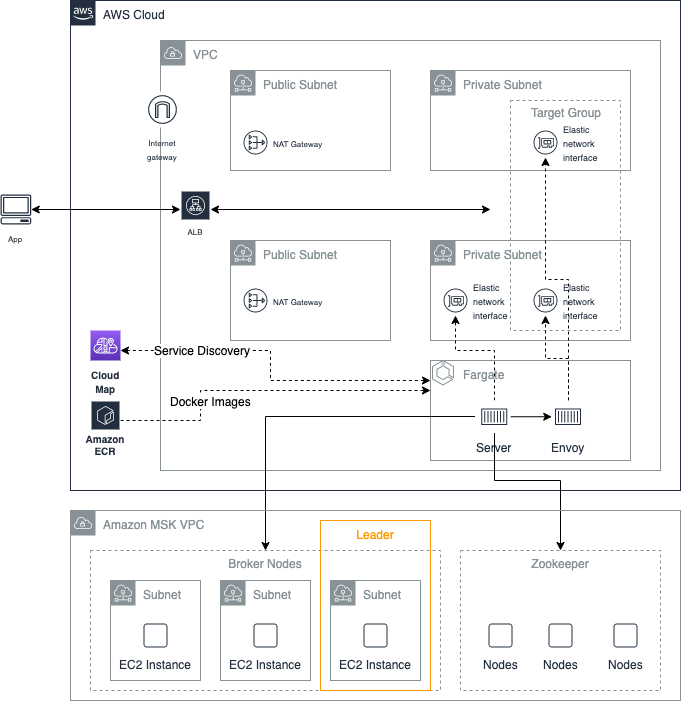 aws
AWS Cloud
VPC
Public Subnet
Private Subnet
Target Group
Internet
gateway
NAT Gateway
Elastic
network
interface
App
ALB
Public Subnet
Private Subnet
NAT Gateway
Elastic
network
interface
Elastic
network
interface
Service Discovery
Cloud
Map
Fargate
Docker Images
Amazon
ECR
Server
Envoy
Amazon MSK VPC
Leader
Broker Nodes
Zookeeper
Subnet
Subnet
Subnet
EC2 Instance
EC2 Instance
EC2 Instance
Nodes
Nodes
Nodes